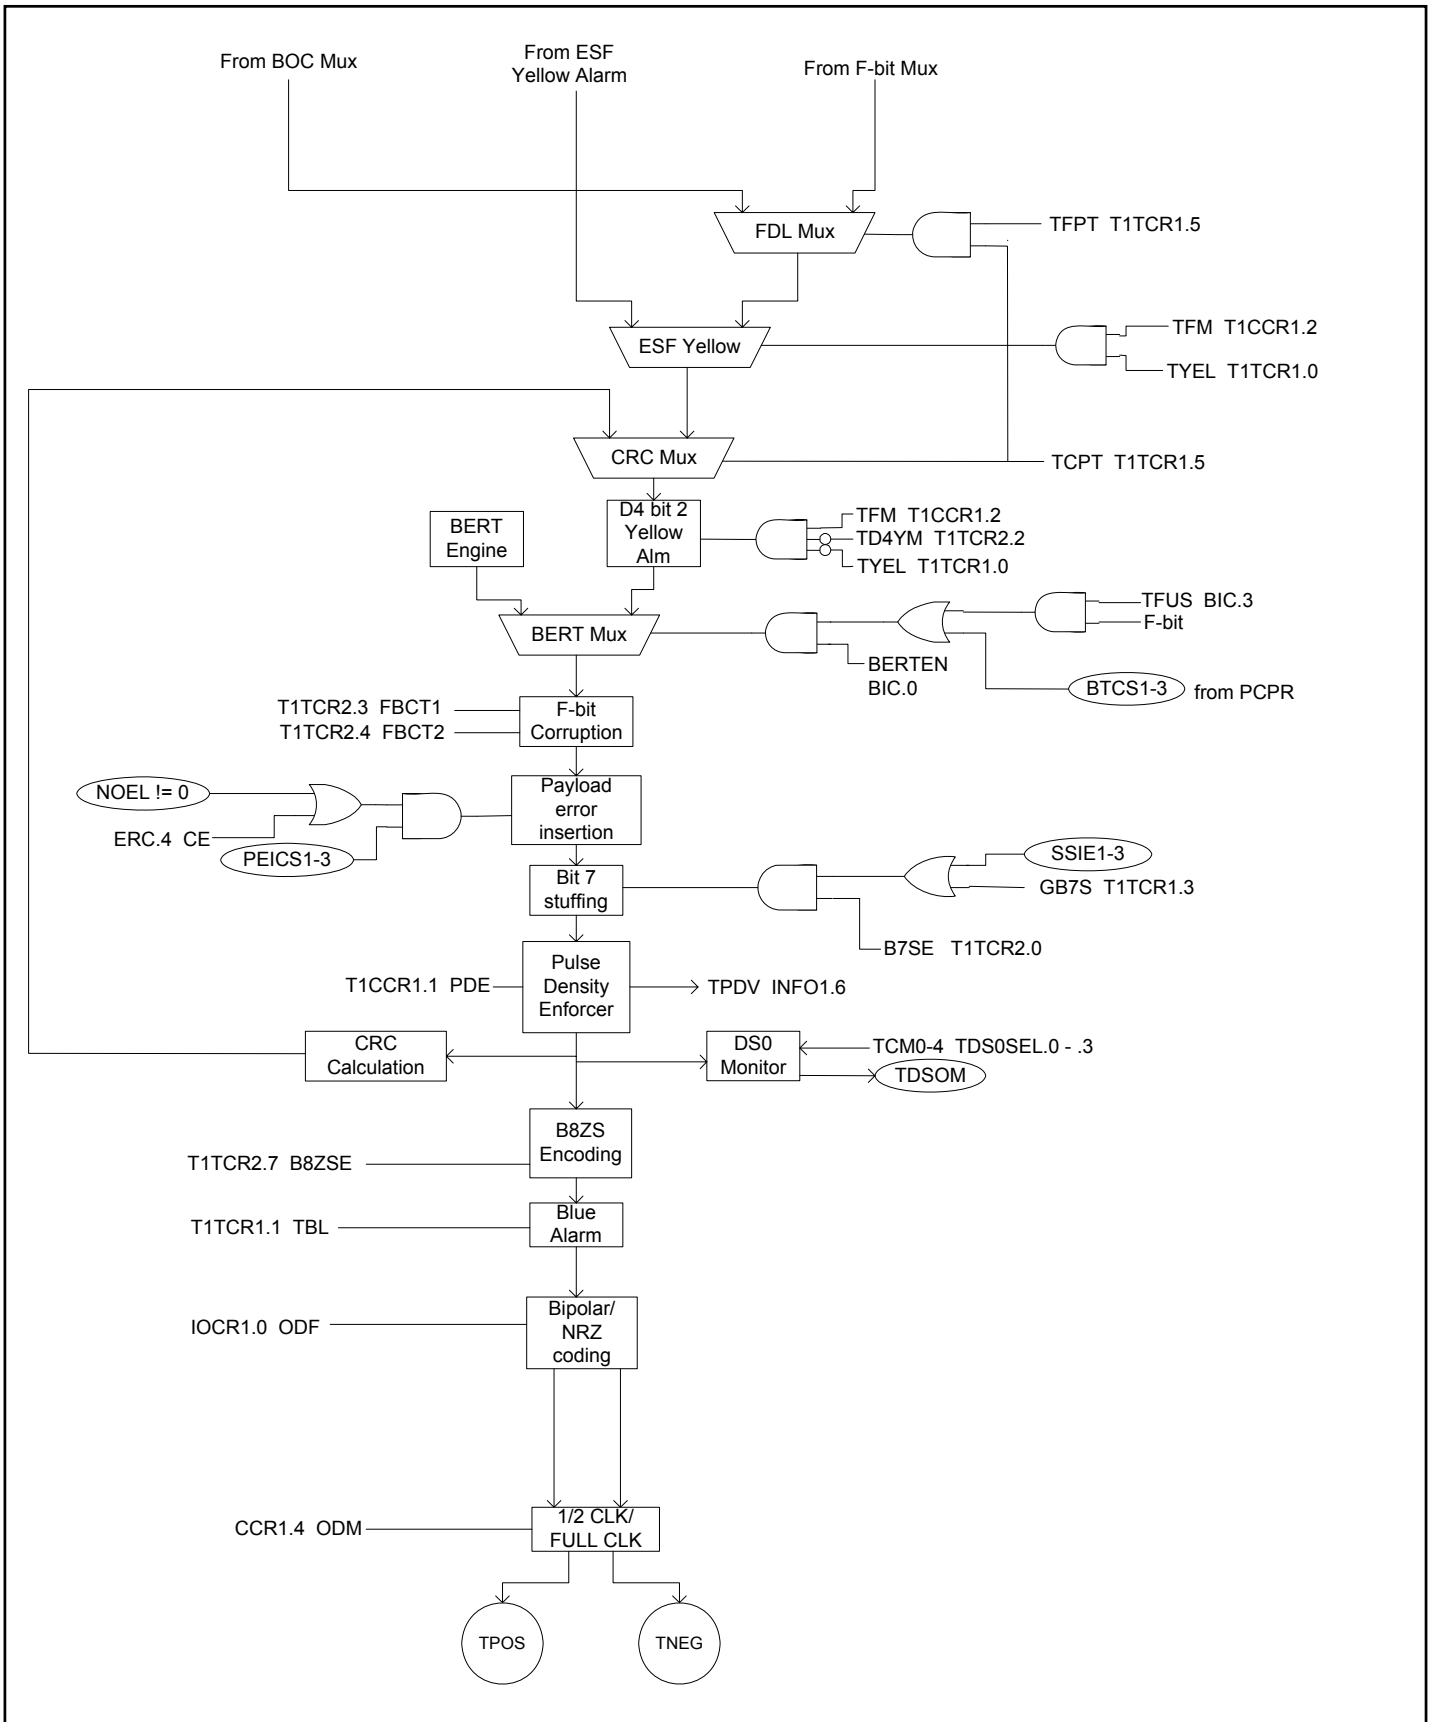 From BOC Mux
From ESF
Yellow Alarm
From F-bit Mux
FDL Mux
TFPT T1TCR1.5
ESF Yellow
TFM T1CCR1.2
TYEL T1TCR1.0
CRC Mux
TCPT T1TCR1.5
BERT
Engine
D4 bit 2
Yellow
Alm
TFM T1CCR1.2
TD4YM T1TCR2.2
TYEL T1TCR1.0
BERT Mux
TFUS BIC.3
F-bit
BERTEN
BIC.0
BTCS1-3 from PCPR
T1TCR2.3 FBCT1
T1TCR2.4 FBCT2
F-bit
Corruption
NOEL != 0
ERC.4 CE
PEICS1-3
Payload
error
insertion
Bit 7
stuffing
SSIE1-3
GB7S T1TCR1.3
B7SE T1TCR2.0
T1CCR1.1 PDE
Pulse
Density
Enforcer
TPDV INFO1.6
CRC
Calculation
DS0
Monitor
TCM0-4 TDS0SEL.0 - .3
TDSOM
B8ZS
Encoding
T1TCR2.7 B8ZSE
T1TCR1.1 TBL
Blue
Alarm
IOCR1.0 ODF
Bipolar/
NRZ
coding
CCR1.4 ODM
1/2 CLK/
FULL CLK
TPOS
TNEG